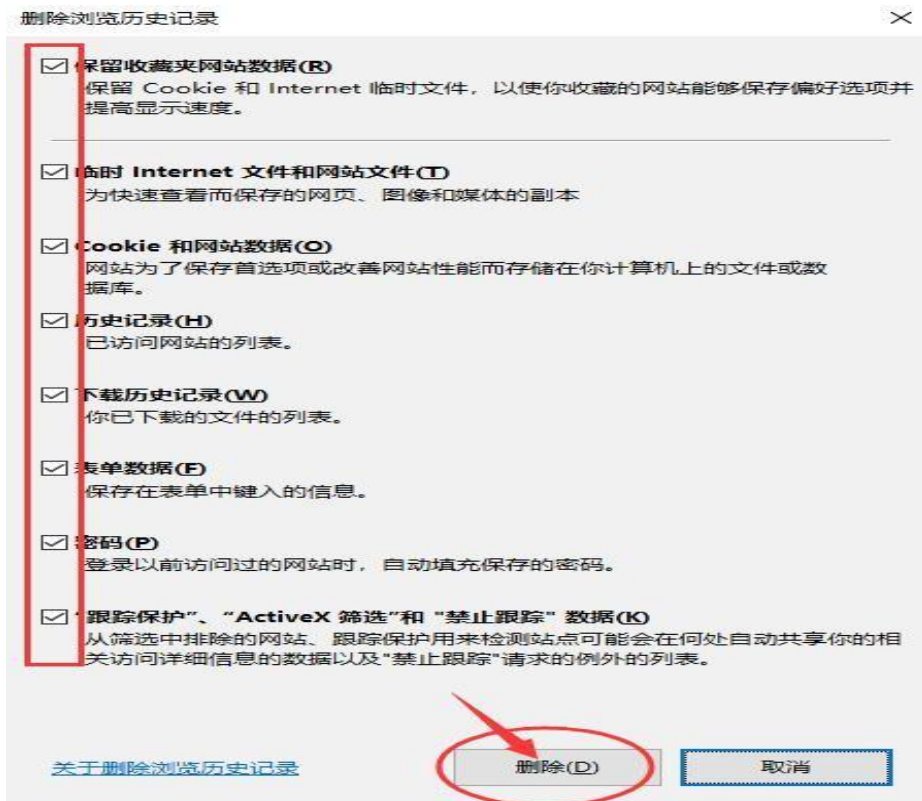 删除浏览历史记录
保留收藏夹网站数据(R)
保留 Cookie 和 Internet 临时文件，以使你收藏的网站能够保存偏好选项并
提高显示速度。
临时 Internet 文件和网站文件(T)
为快速查看而保存的网页、图像和媒体的副本
Cookie 和网站数据(O)
网站为了保存首选项或改善网站性能而存储在你计算机上的文件或数
据库。
历史记录(H)
已访问网站的列表。
下载历史记录(W)
你已下载的文件的列表。
表单数据(F)
保存在表单中键入的信息。
密码(P)
登录以前访问过的网站时，自动填充保存的密码。
"跟踪保护"、“ActiveX 筛选”和 "禁止跟踪" 数据(K)
从筛选中排除的网站、跟踪保护用来检测站点可能会在何处自动共享你的相
关访问详细信息的数据以及"禁止跟踪"请求的例外的列表。
关于删除浏览历史记录
删除(D)
取消